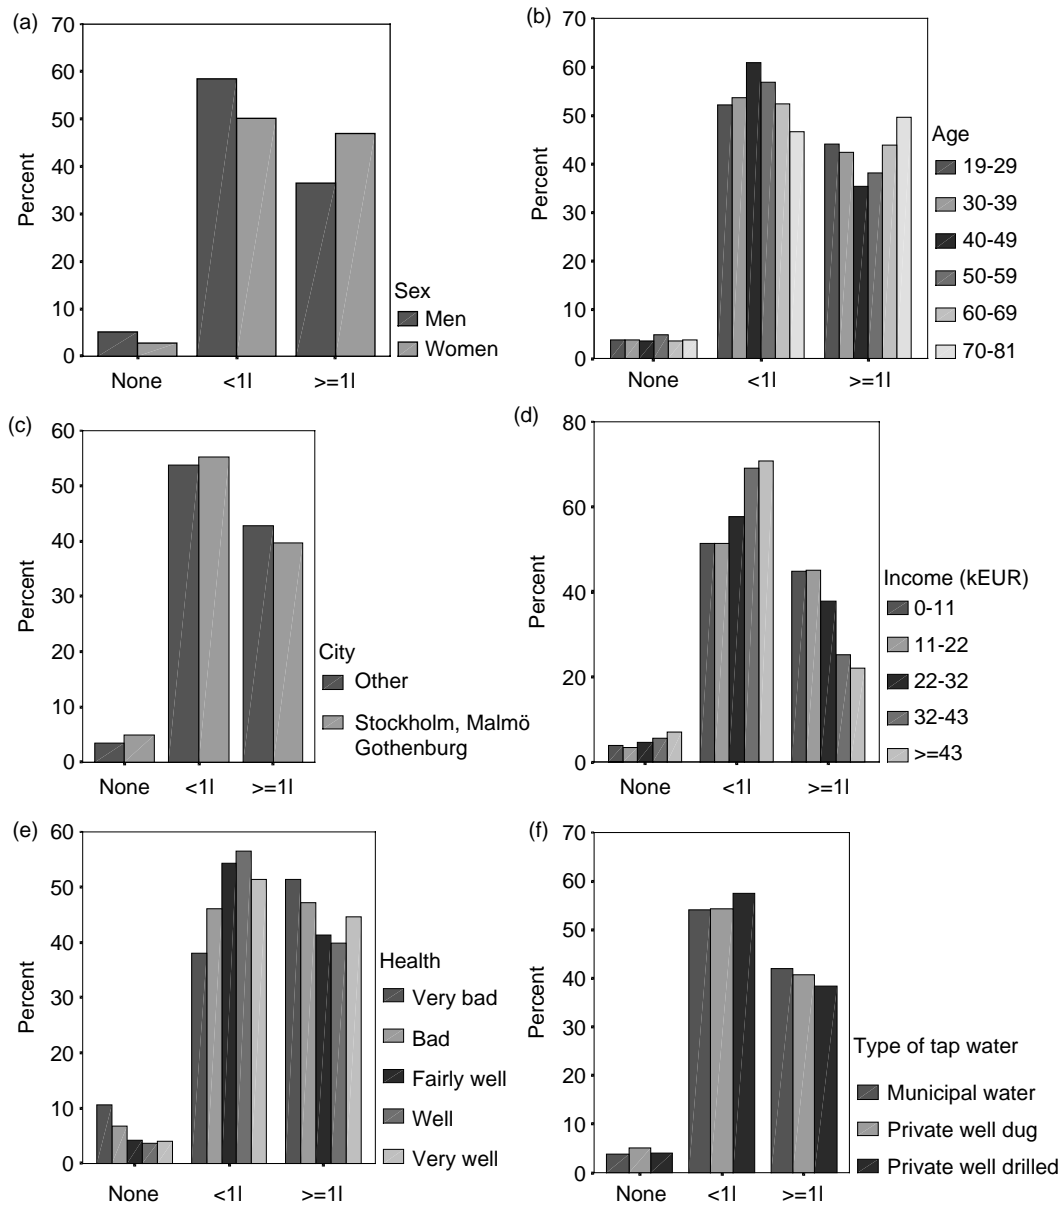 (a)
70
60
50
40
30
20
10
0
Percent
None <1l >=1l
Sex
Men
Women
(b)
70
60
50
40
30
20
10
0
Percent
None <1l >=1l
Age
19-29
30-39
40-49
50-59
60-69
70-81
(c)
60
50
40
30
20
10
0
Percent
None <1l >=1l
City
Other
Stockholm, Malmö
Gothenburg
(d)
80
60
40
20
0
Percent
None <1l >=1l
Income (kEUR)
0-11
11-22
22-32
32-43
>=43
(e)
60
50
40
30
20
10
0
Percent
None <1l >=1l
Health
Very bad
Bad
Fairly well
Well
Very well
(f)
70
60
50
40
30
20
10
0
Percent
None <1l >=1l
Type of tap water
Municipal water
Private well dug
Private well drilled